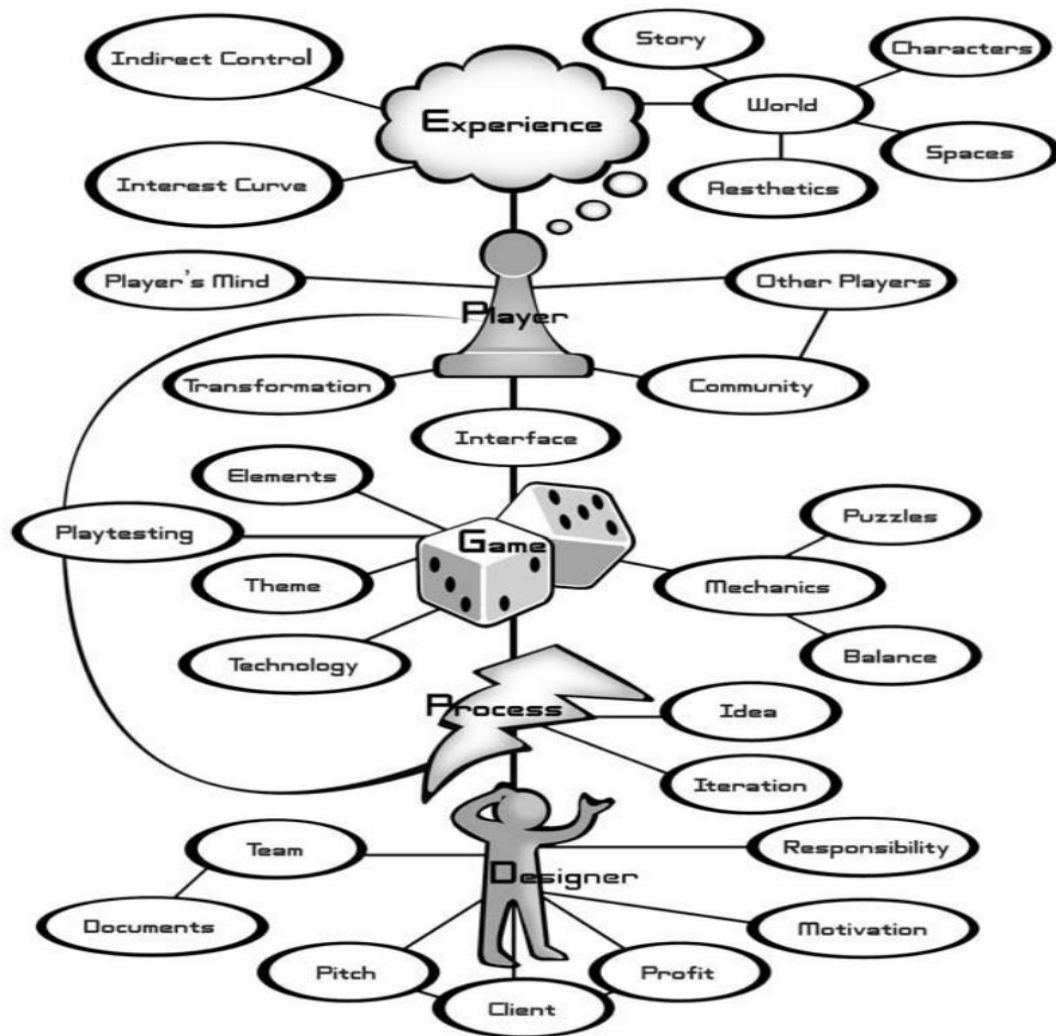 Story
Indirect Control
Characters
World
Experience
Spaces
Interest Curve
Aesthetics
Player's Mind
Other Players
Player
Transformation
Community
Interface
Elements
Puzzles
Playtesting
Game
Theme
Mechanics
Technology
Balance
Process
Idea
Iteration
Team
Responsibility
Designer
Documents
Motivation
Pitch
Profit
Client